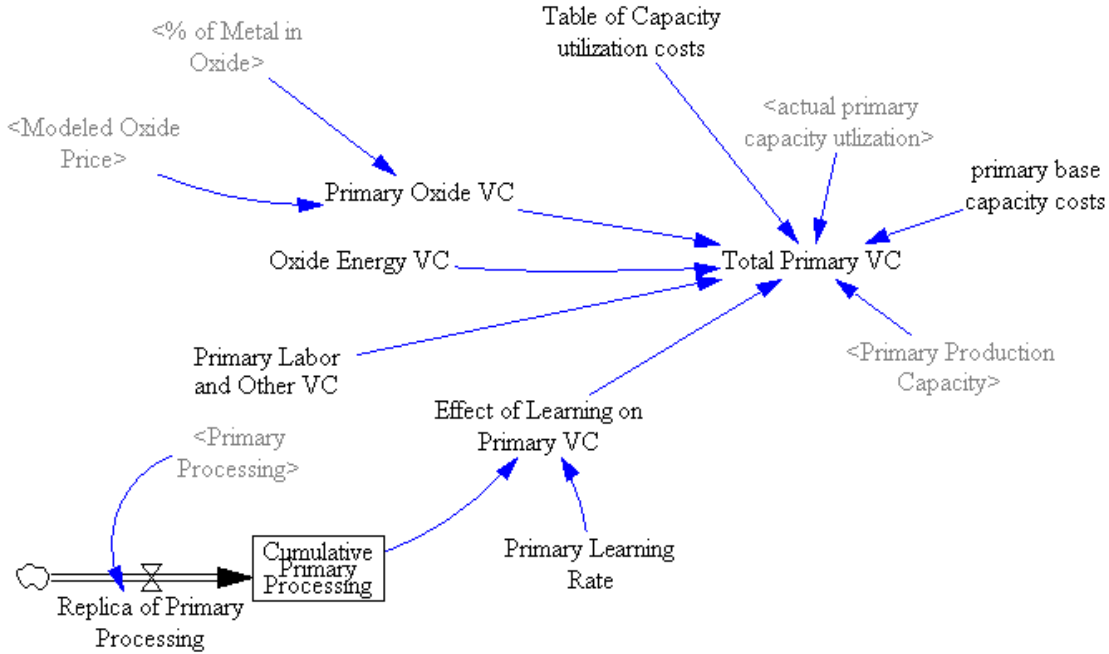 Table of Capacity
utilization costs
<% of Metal in
Oxide>
<actual primary
capacity utlization>
<Modeled Oxide
Price>
primary base
capacity costs
Primary Oxide VC
Oxide Energy VC
Total Primary VC
Primary Labor
and Other VC
<Primary Production
Capacity>
Effect of Learning on
Primary VC
<Primary
Processing>
Cumulative
Primary
Processing
Primary Learning
Rate
Replica of Primary
Processing